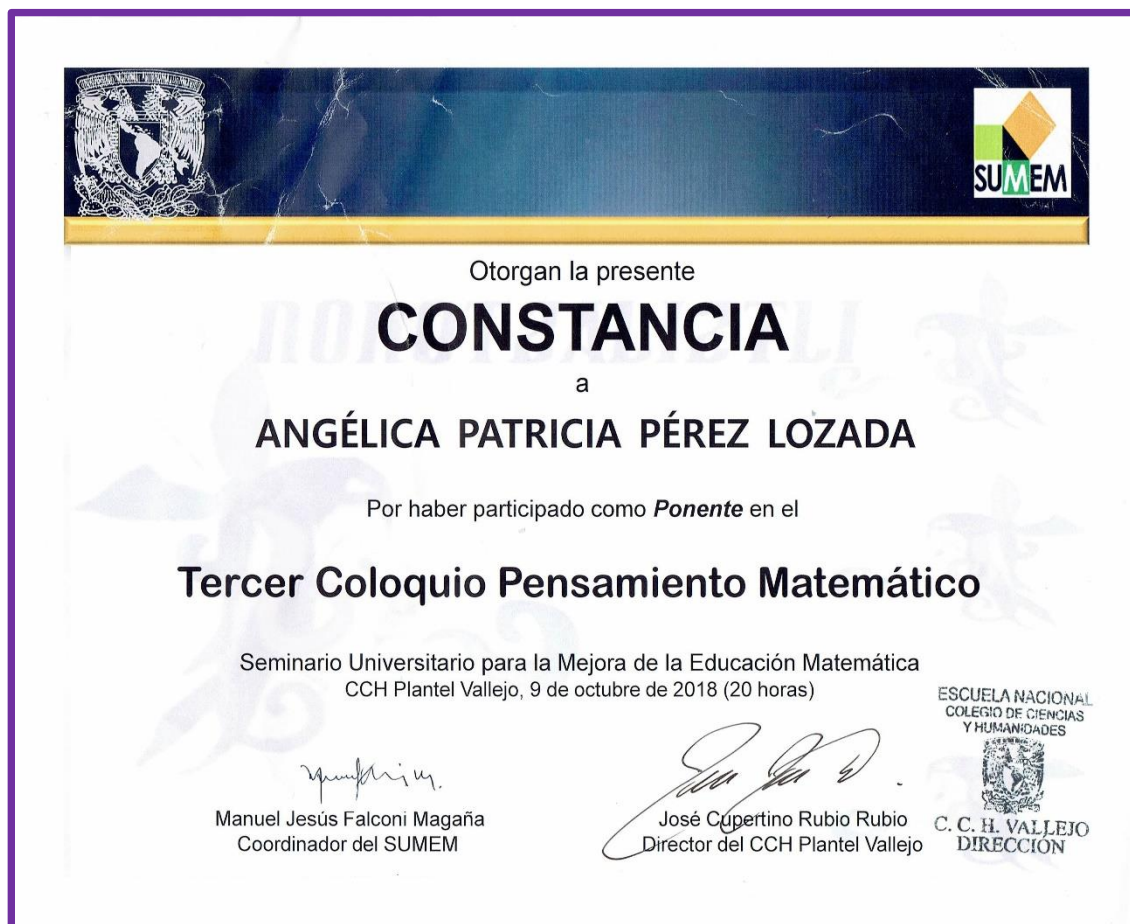 SUMEM
Otorgan la presente
CONSTANCIA
a
ANGÉLICA PATRICIA PÉREZ LOZADA
Por haber participado como Ponente en el
Tercer Coloquio Pensamiento Matemático
Seminario Universitario para la Mejora de la Educación Matemática
CCH Plantel Vallejo, 9 de octubre de 2018 (20 horas)
ESCUELA NACIONAL
COLEGIO DE CIENCIAS
Y HUMANIDADES
Manuel Jesús Falconi Magaña
Coordinador del SUMEM
José Cupertino Rubio Rubio
Director del CCH Plantel Vallejo
C. C. H. VALLEJO
DIRECCIÓN